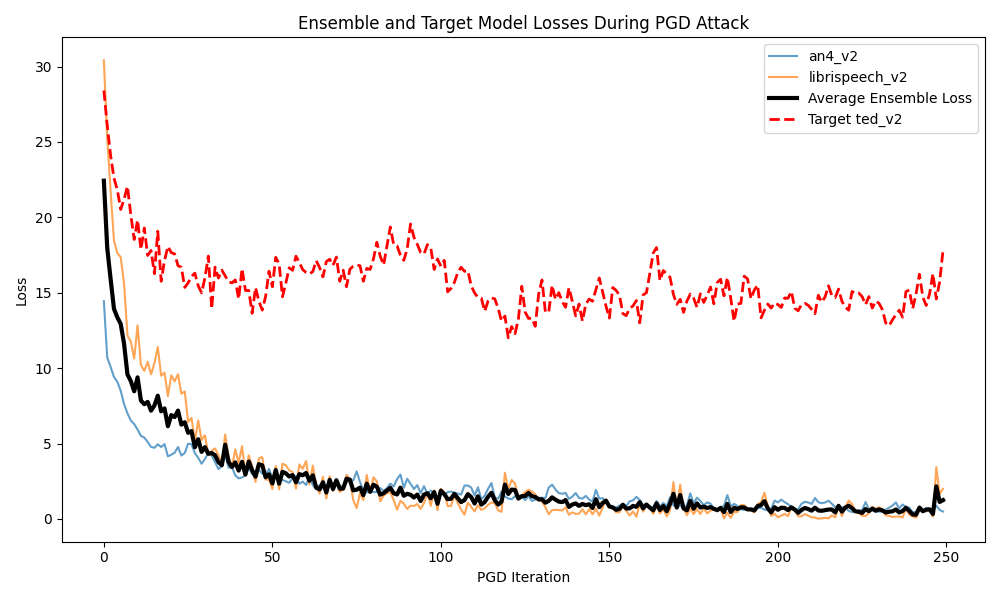 Ensemble and Target Model Losses During PGD Attack
an4_v2
librispeech_v2
Average Ensemble Loss
Target ted_v2
Loss
30
25
20
15
10
5
0
0 50 100 150 200 250
PGD Iteration